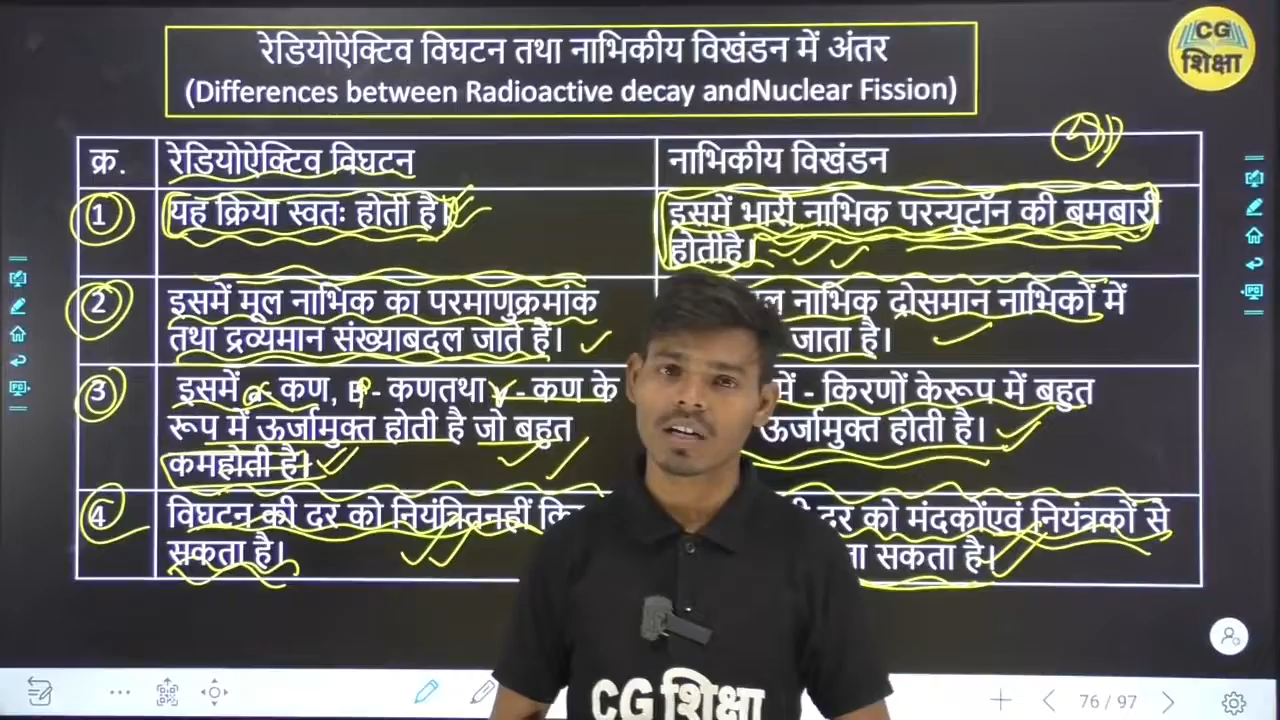 रेडियोऐक्टिव विघटन तथा नाभिकीय विखंडन में अंतर
(Differences between Radioactive decay andNuclear Fission)
CG
शिक्षा
क्र.
रेडियोऐक्टिव विघटन
नाभिकीय विखंडन
1
यह क्रिया स्वतः होती है।
इसमें भारी नाभिक परन्यूट्रॉन की बमबारी
होतीहै।
2
इसमें मूल नाभिक का परमाणुक्रमांक
तथा द्रव्यमान संख्याबदल जाते हैं।
नाभिक द्रोसमान नाभिकों में
जाता है।
3
इसमें α कण, β - कणतथा γ - कण के
रूप में ऊर्जामुक्त होती है जो बहुत
कमहोती है।
- किरणों केरूप में बहुत
ऊर्जामुक्त होती है।
4
विघटन की दर को नियंत्रितनहीं
सकता है।
दर को मंदकोंएवं नियंत्रकों से
सकता है।
CG शिक्षा
76 / 97